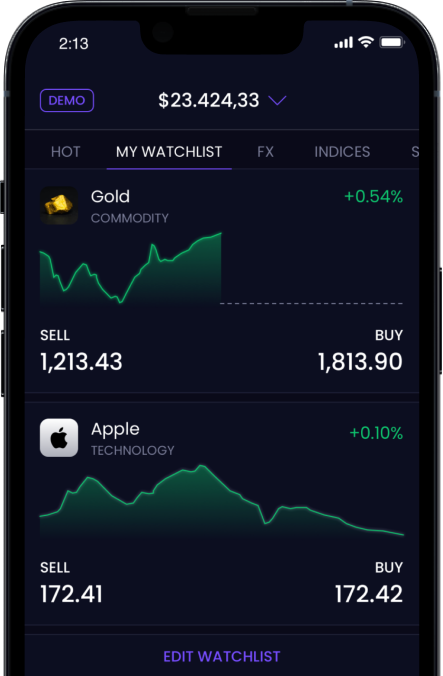 2:13
DEMO $23.424,33
HOT MY WATCHLIST FX INDICES S
Gold +0.54%
COMMODITY
SELL BUY
1,213.43 1,813.90
Apple +0.10%
TECHNOLOGY
SELL BUY
172.41 172.42
EDIT WATCHLIST